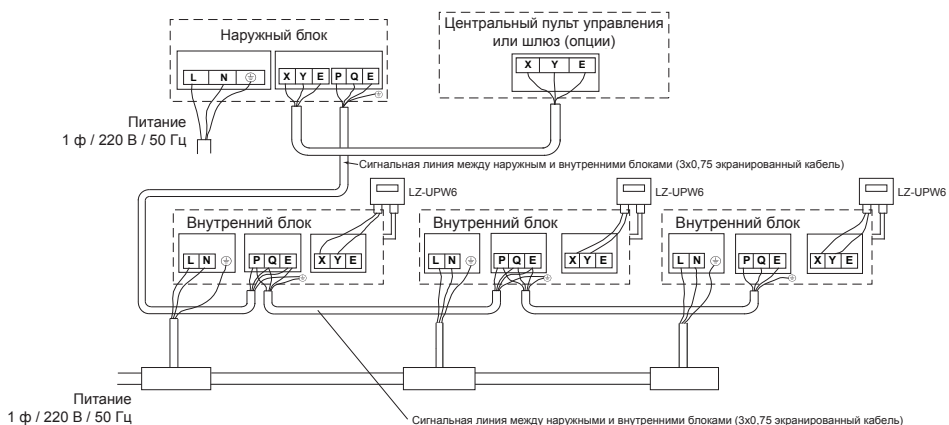 Наружный блок
Центральный пульт управления
или шлюз (опции)
L N
X Y E P Q E
X Y E
Питание
1 ф / 220 В / 50 Гц
Сигнальная линия между наружным и внутренними блоками (3х0,75 экранированный кабель)
LZ-UPW6
LZ-UPW6
LZ-UPW6
Внутренний блок
Внутренний блок
Внутренний блок
L N
P Q E
X Y E
L N
P Q E
X Y E
L N
P Q E
X Y E
Питание
1 ф / 220 В / 50 Гц
Сигнальная линия между наружными и внутренними блоками (3х0,75 экранированный кабель)